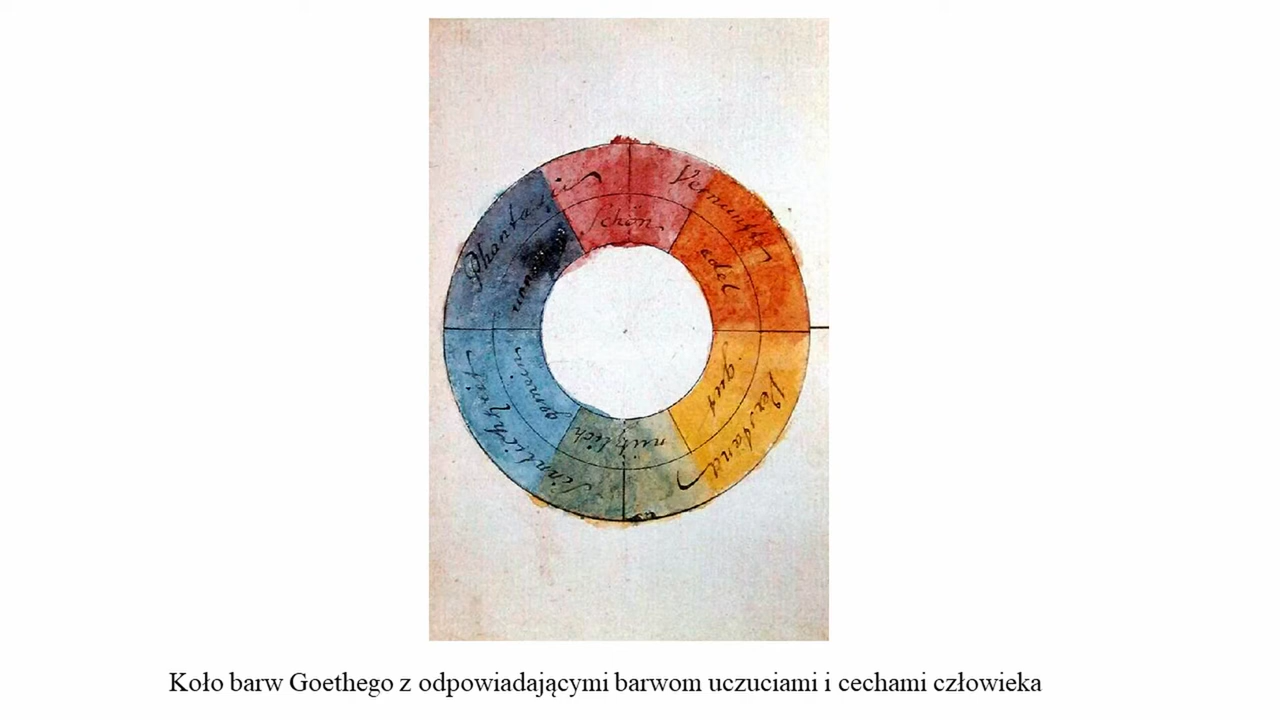 Phantasie
Vernunft
schön
edel
gut
Verstand
nützlich
Sinnlichkeit
gemein
unnöthig
Koło barw Goethego z odpowiadającymi barwom uczuciami i cechami człowieka